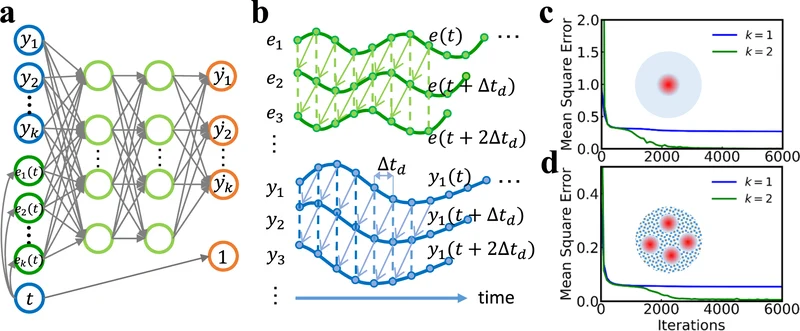 a
y1
y2
yk
e1(t)
e2(t)
ek(t)
t
ẏ1
ẏ2
ẏk
1
b
e1
e2
e3
e(t)
e(t + Δtd)
e(t + 2Δtd)
Δtd
y1
y2
y3
y1(t)
y1(t + Δtd)
y1(t + 2Δtd)
time
c
Mean Square Error
2.0
1.5
1.0
0.5
0.0
k = 1
k = 2
0 2000 4000 6000
d
Mean Square Error
0.4
0.2
0.0
k = 1
k = 2
0 2000 4000 6000
Iterations